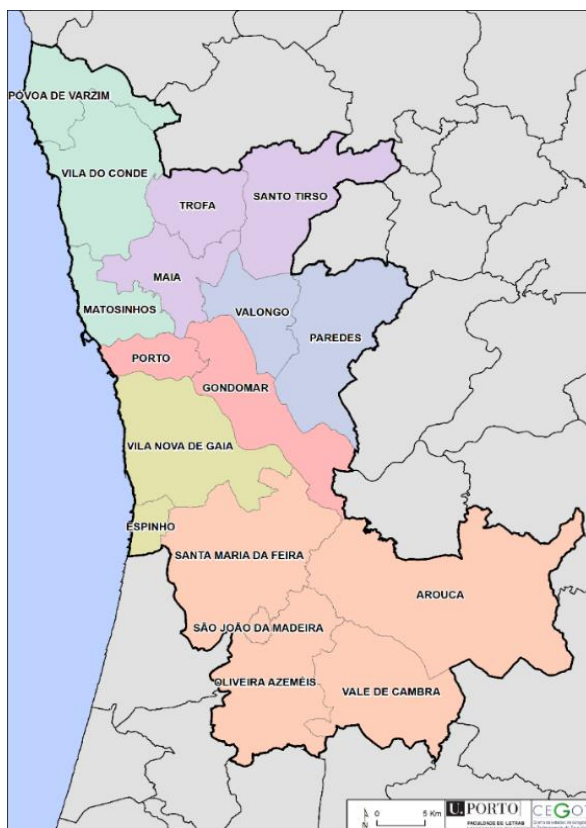 PÓVOA DE VARZIM
VILA DO CONDE
SANTO TIRSO
TROFA
MAIA
MATOSINHOS
VALONGO
PAREDES
PORTO
GONDOMAR
VILA NOVA DE GAIA
ESPINHO
SANTA MARIA DA FEIRA
AROUCA
SÃO JOÃO DA MADEIRA
OLIVEIRA AZEMÉIS
VALE DE CAMBRA
0 5 Km
U. PORTO
FACULDADE DE LETRAS
CEGOT